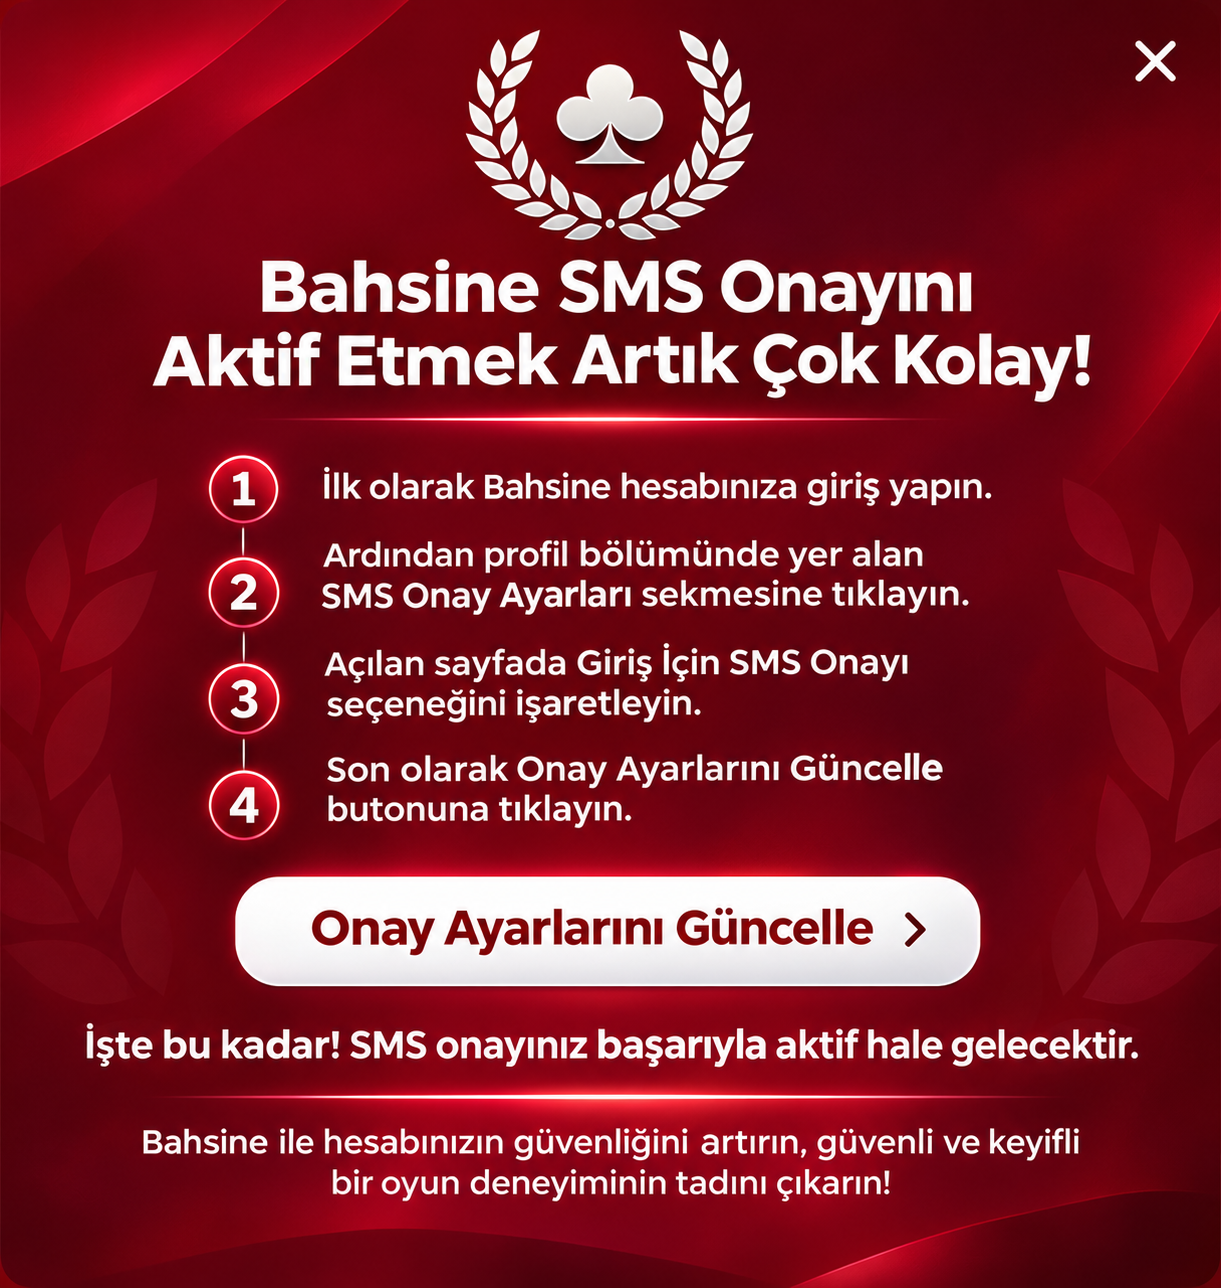 Bahsine SMS Onayını
Aktif Etmek Artık Çok Kolay!
1
İlk olarak Bahsine hesabınıza giriş yapın.
2
Ardından profil bölümünde yer alan
SMS Onay Ayarları sekmesine tıklayın.
3
Açılan sayfada Giriş İçin SMS Onayı
seçeneğini işaretleyin.
4
Son olarak Onay Ayarlarını Güncelle
butonuna tıklayın.
Onay Ayarlarını Güncelle
İşte bu kadar! SMS onayınız başarıyla aktif hale gelecektir.
Bahsine ile hesabınızın güvenliğini artırın, güvenli ve keyifli
bir oyun deneyiminin tadını çıkarın!